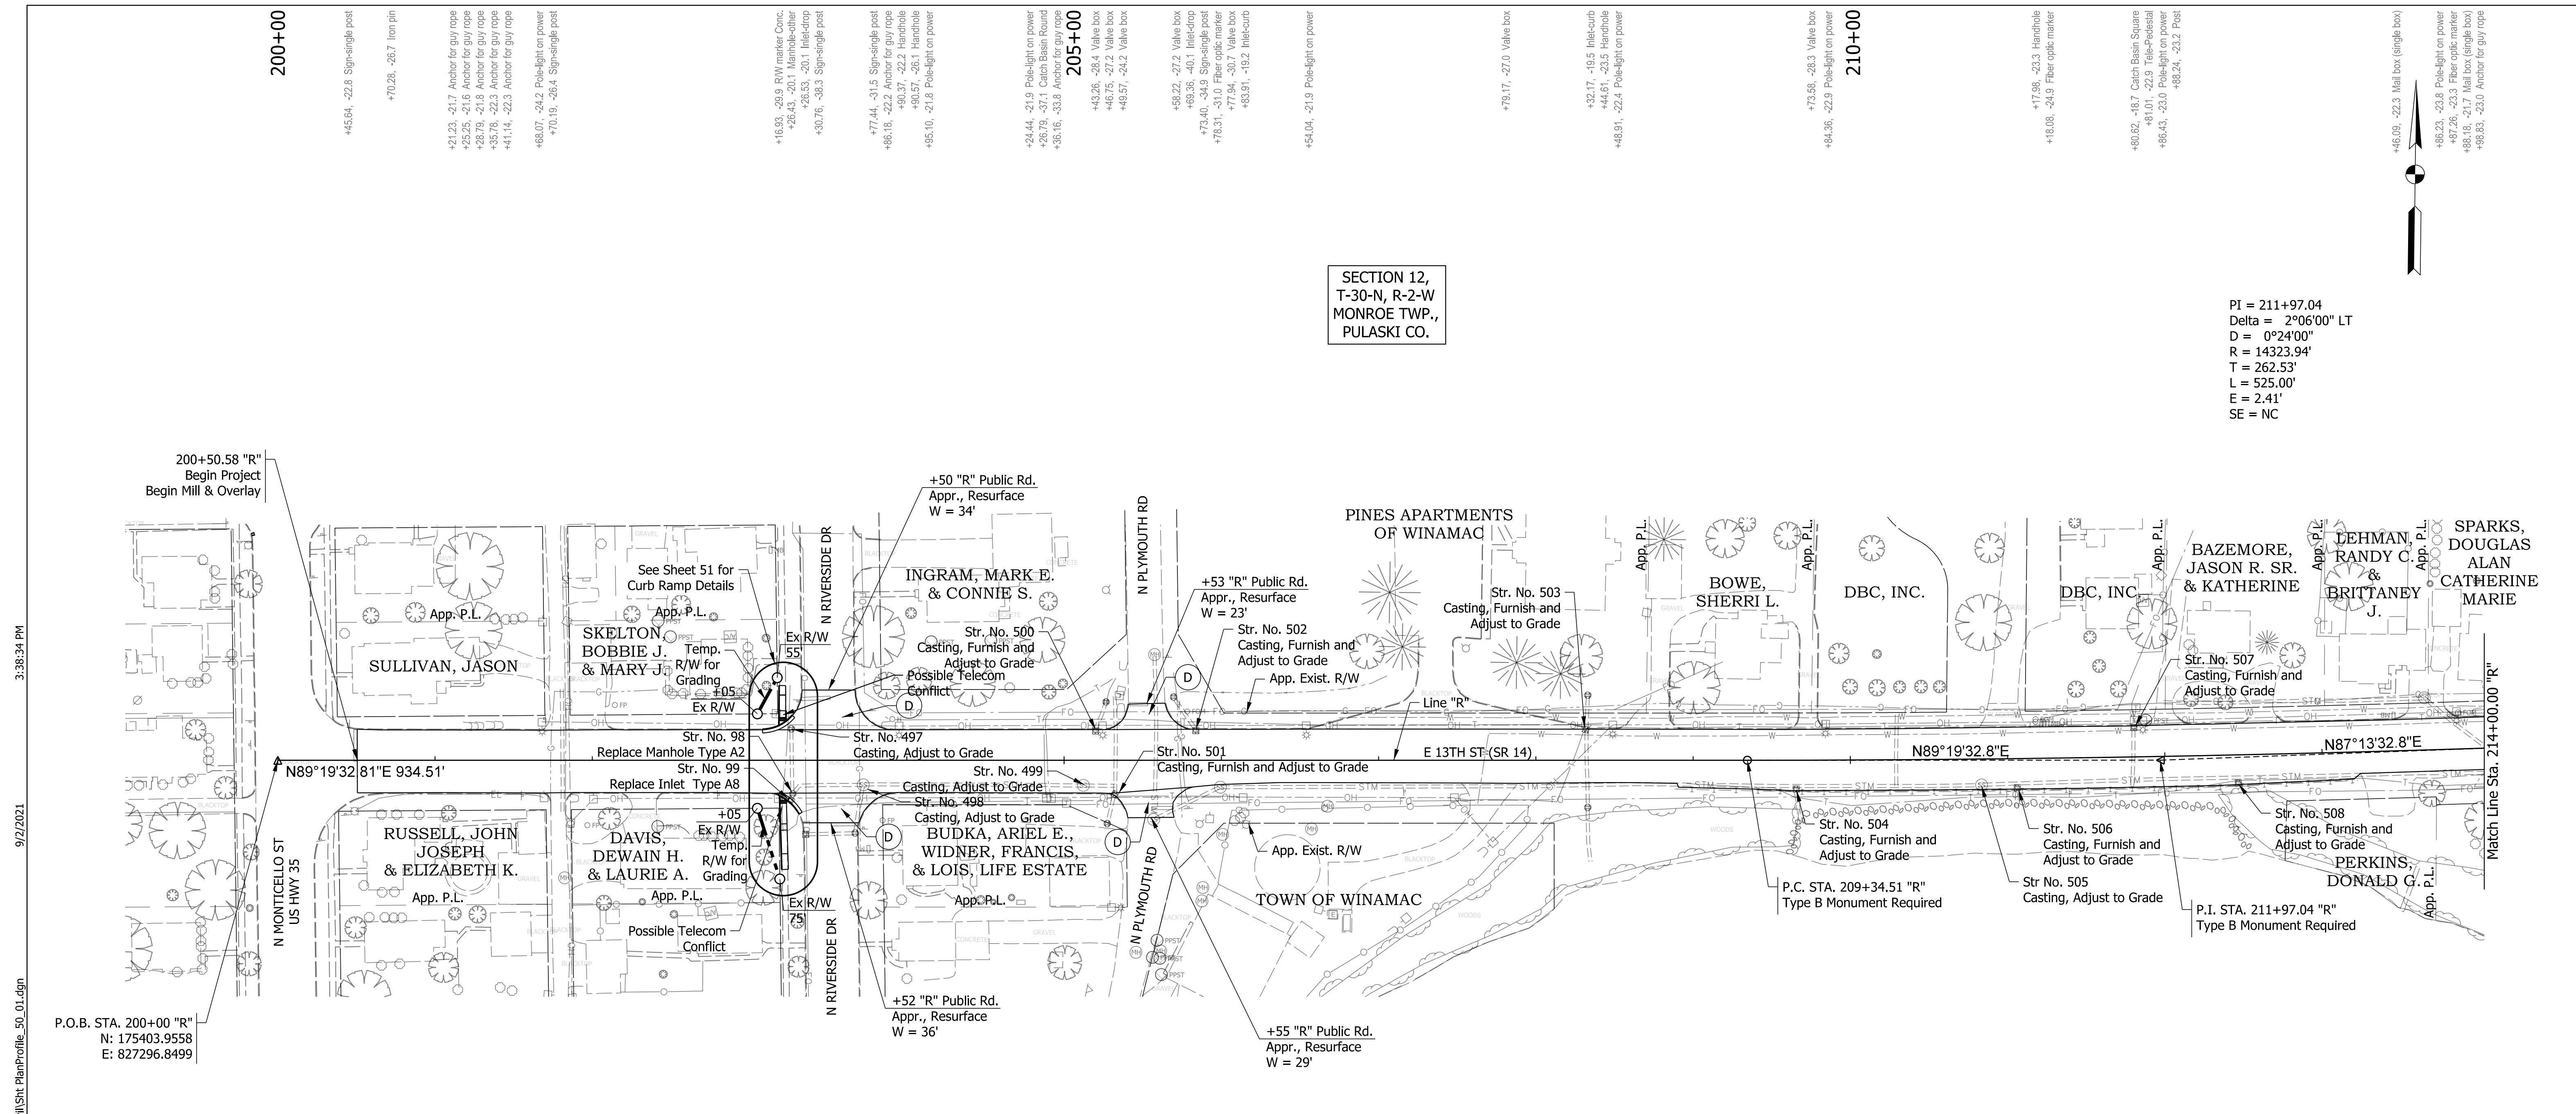 200+00
+45.64, -22.8 Sign-single post
+70.28, -26.7 Iron pin
+21.23, -21.7 Anchor for guy rope
+25.25, -21.6 Anchor for guy rope
+28.79, -21.8 Anchor for guy rope
+35.78, -22.3 Anchor for guy rope
+41.14, -22.3 Anchor for guy rope
+68.07, -24.2 Pole-light on power
+70.19, -26.4 Sign-single post
+16.93, -29.9 R/W marker Conc.
+26.43, -20.1 Manhole-other
+26.53, -20.1 Inlet-drop
+30.76, -38.3 Sign-single post
+77.44, -31.5 Sign-single post
+86.18, -22.2 Anchor for guy rope
+90.37, -22.2 Handhole
+90.57, -26.1 Handhole
+95.10, -21.8 Pole-light on power
+24.44, -21.9 Pole-light on power
+26.79, -37.1 Catch Basin Round
+36.16, -33.8 Anchor for guy rope
205+00
+43.26, -28.4 Valve box
+46.75, -27.2 Valve box
+49.57, -24.2 Valve box
+58.22, -27.2 Valve box
+69.36, -40.1 Inlet-drop
+73.40, -34.9 Sign-single post
+78.31, -31.0 Fiber optic marker
+77.94, -30.7 Valve box
+83.91, -19.2 Inlet-curb
+54.04, -21.9 Pole-light on power
+79.17, -27.0 Valve box
+32.17, -19.5 Inlet-curb
+44.61, -23.5 Handhole
+48.91, -22.4 Pole-light on power
+73.58, -28.3 Valve box
+84.36, -22.9 Pole-light on power
210+00
+17.98, -23.3 Handhole
+18.08, -24.9 Fiber optic marker
+80.62, -18.7 Catch Basin Square
+81.01, -22.9 Tele-Pedestal
+86.43, -23.0 Pole-light on power
+88.24, -23.2 Post
+46.09, -22.3 Mail box (single box)
+86.23, -23.8 Pole-light on power
+87.26, -23.3 Fiber optic marker
+88.18, -21.7 Mail box (single box)
+98.83, -23.0 Anchor for guy rope
SECTION 12,
T-30-N, R-2-W
MONROE TWP.,
PULASKI CO.
PI = 211+97.04
Delta = 2°06'00" LT
D = 0°24'00"
R = 14323.94'
T = 262.53'
L = 525.00'
E = 2.41'
SE = NC
200+50.58 "R"
Begin Project
Begin Mill & Overlay
+50 "R" Public Rd.
Appr., Resurface
W = 34'
See Sheet 51 for
Curb Ramp Details
N RIVERSIDE DR
INGRAM, MARK E.
& CONNIE S.
N PLYMOUTH RD
+53 "R" Public Rd.
Appr., Resurface
W = 23'
PINES APARTMENTS
OF WINAMAC
Str. No. 503
Casting, Furnish and
Adjust to Grade
App. P.L.
BOWE,
SHERRI L.
App. P.L.
DBC, INC.
DBC, INC.
App. P.L.
BAZEMORE,
JASON R. SR.
& KATHERINE
App. P.L.
LEHMAN,
RANDY C.
&
BRITTANEY
J.
App. P.L.
SPARKS,
DOUGLAS
ALAN
CATHERINE
MARIE
App. P.L.
SULLIVAN, JASON
App. P.L.
SKELTON,
BOBBIE J.
& MARY J.
Temp.
R/W for
Grading
+05
Ex R/W
Ex R/W
55'
Str. No. 500
Casting, Furnish and
Adjust to Grade
Possible Telecom
Conflict
D
D
Str. No. 502
Casting, Furnish and
Adjust to Grade
App. Exist. R/W
Line "R"
Str. No. 507
Casting, Furnish and
Adjust to Grade
Str. No. 98
Replace Manhole Type A2
Str. No. 497
Casting, Adjust to Grade
Str. No. 99
Replace Inlet Type A8
Str. No. 499
Casting, Adjust to Grade
Str. No. 498
Casting, Adjust to Grade
Str. No. 501
Casting, Furnish and Adjust to Grade
E 13TH ST (SR 14)
N89°19'32.81"E 934.51'
N89°19'32.8"E
N87°13'32.8"E
Match Line Sta. 214+00.00 "R"
N MONTICELLO ST
US HWY 35
RUSSELL, JOHN
JOSEPH
& ELIZABETH K.
App. P.L.
DAVIS,
DEWAIN H.
& LAURIE A.
App. P.L.
+05
Ex R/W
Temp.
R/W for
Grading
Ex R/W
75'
Possible Telecom
Conflict
N RIVERSIDE DR
D
BUDKA, ARIEL E.,
WIDNER, FRANCIS,
& LOIS, LIFE ESTATE
App. P.L.
D
N PLYMOUTH RD
App. Exist. R/W
TOWN OF WINAMAC
P.C. STA. 209+34.51 "R"
Type B Monument Required
Str. No. 504
Casting, Furnish and
Adjust to Grade
Str. No. 506
Casting, Furnish and
Adjust to Grade
Str No. 505
Casting, Adjust to Grade
P.I. STA. 211+97.04 "R"
Type B Monument Required
Str. No. 508
Casting, Furnish and
Adjust to Grade
PERKINS,
DONALD G.
App. P.L.
P.O.B. STA. 200+00 "R"
N: 175403.9558
E: 827296.8499
+52 "R" Public Rd.
Appr., Resurface
W = 36'
+55 "R" Public Rd.
Appr., Resurface
W = 29'
3:38:34 PM
9/2/2021
PlanProfile_50_01.dgn